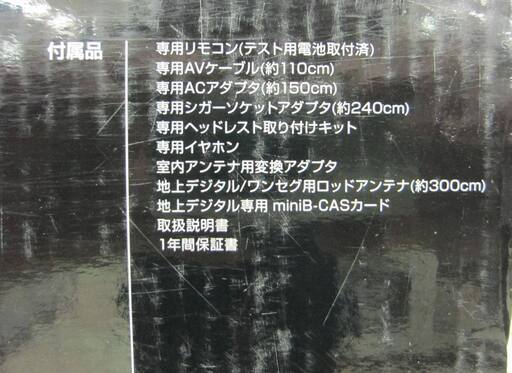 付属品
専用リモコン(テスト用電池取付済)
専用AVケーブル(約110cm)
専用ACアダプタ(約150cm)
専用シガーソケットアダプタ(約240cm)
専用ヘッドレスト取り付けキット
専用イヤホン
室内アンテナ用変換アダプタ
地上デジタル/ワンセグ用ロッドアンテナ(約300cm)
地上デジタル専用 miniB-CASカード
取扱説明書
1年間保証書